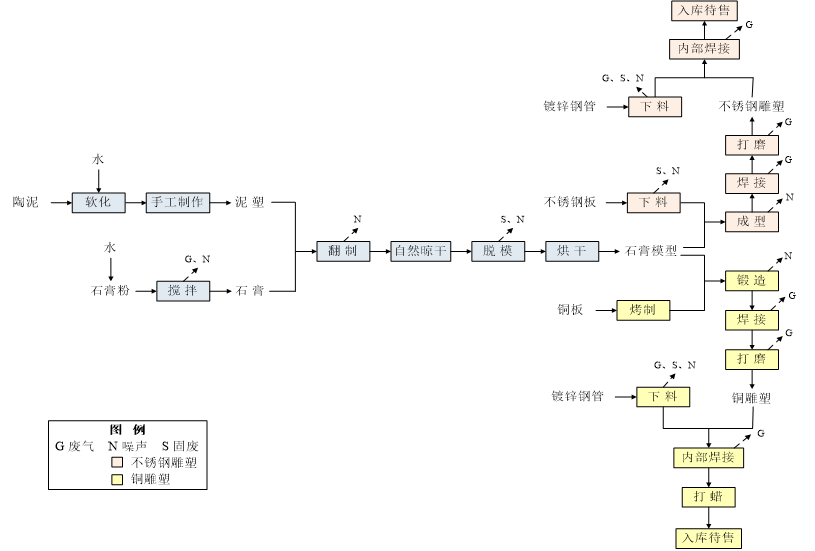 入库待售
G
内部焊接
G、S、N
镀锌钢管
下 料
不锈钢雕塑
G
打 磨
G
焊 接
水
S、N
N
陶泥
软化
手工制作
泥 塑
不锈钢板
下 料
成 型
N
S、N
水
翻 制
自然晾干
脱 模
烘 干
石膏模型
G、N
N
石膏粉
搅 拌
石 膏
锻 造
G
铜板
烤制
焊 接
G
打 磨
G、S、N
镀锌钢管
下 料
铜雕塑
图 例
G
G 废气 N 噪声 S 固废
内部焊接
不锈钢雕塑
铜雕塑
打 蜡
入库待售